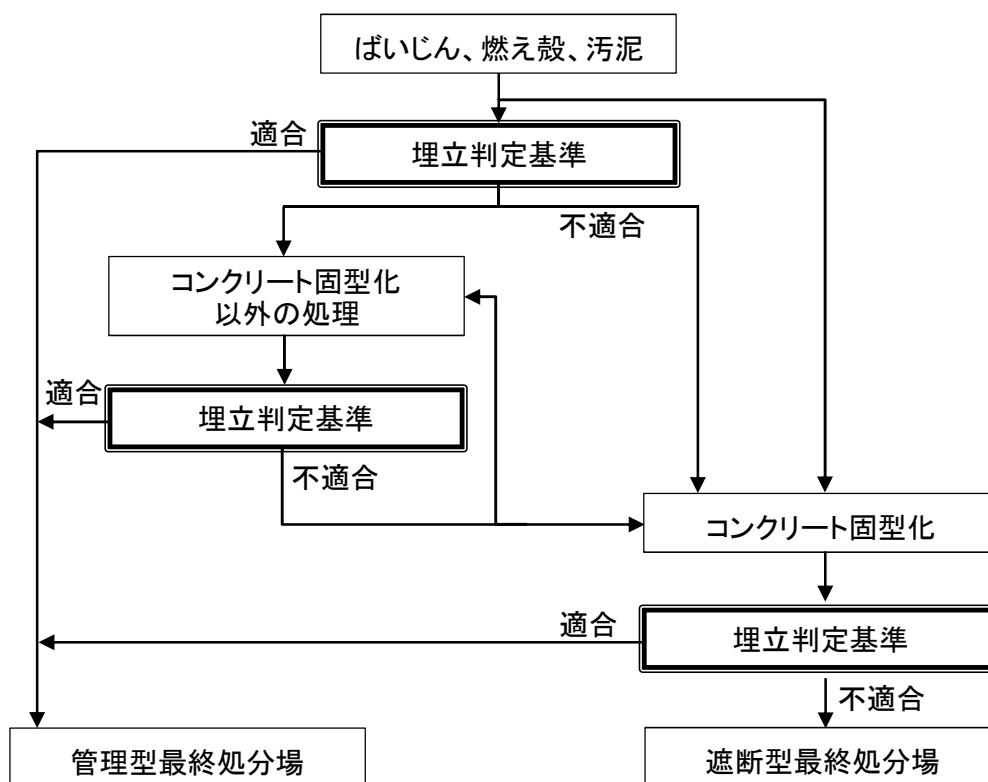 ばいじん、燃え殻、汚泥
適合
埋立判定基準
不適合
コンクリート固型化
以外の処理
適合
埋立判定基準
不適合
コンクリート固型化
適合
埋立判定基準
不適合
管理型最終処分場
遮断型最終処分場